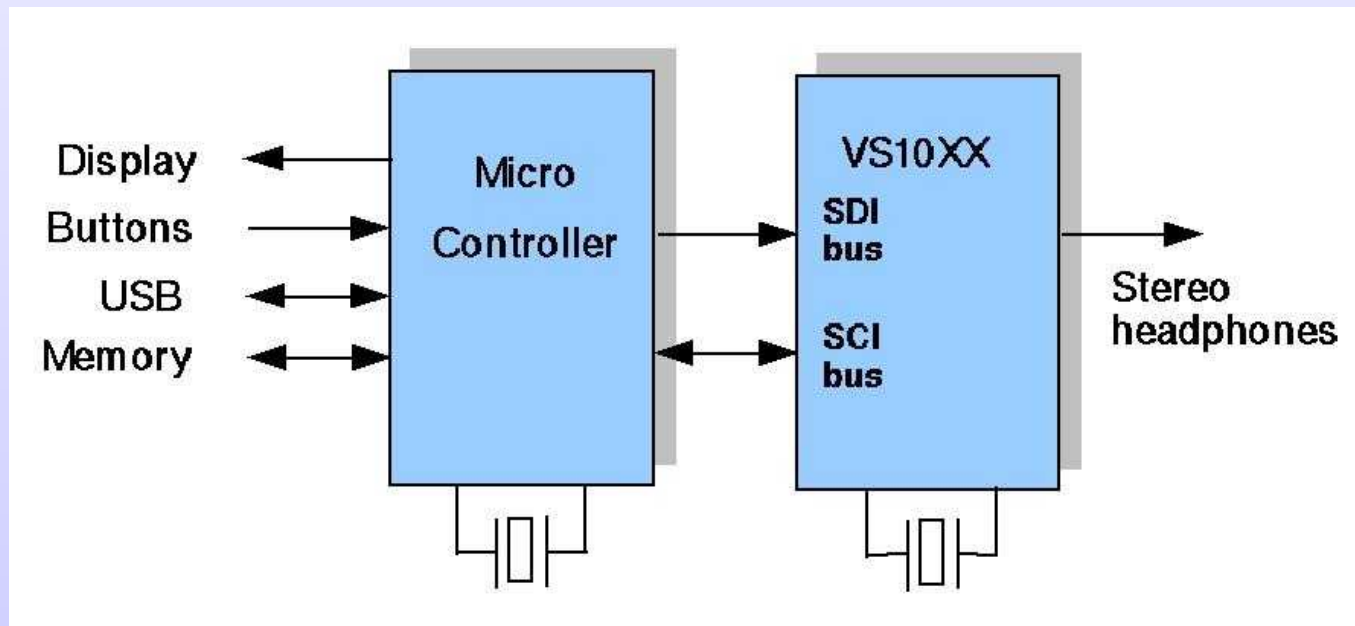 Display
Buttons
USB
Memory
Micro
Controller
VS10XX
SDI
bus
SCI
bus
Stereo
headphones